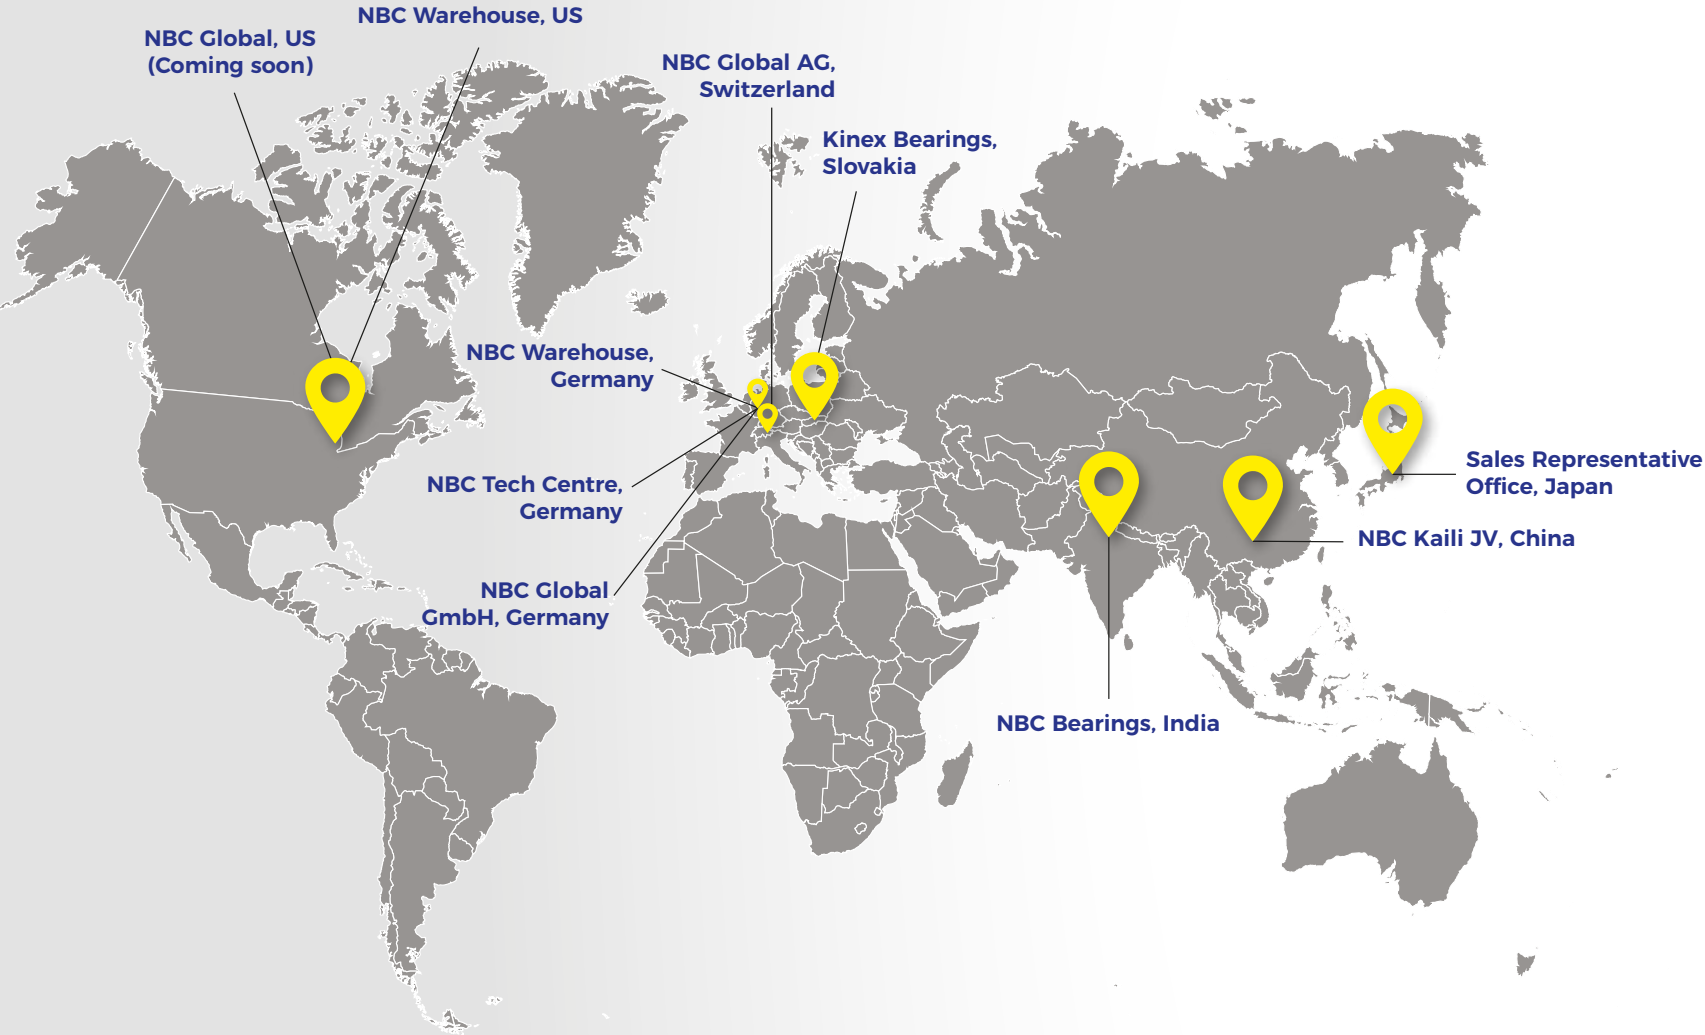 NBC Warehouse, US
NBC Global, US
(Coming soon)
NBC Global AG,
Switzerland
Kinex Bearings,
Slovakia
NBC Warehouse,
Germany
NBC Tech Centre,
Germany
NBC Global
GmbH, Germany
Sales Representative
Office, Japan
NBC Kaili JV, China
NBC Bearings, India